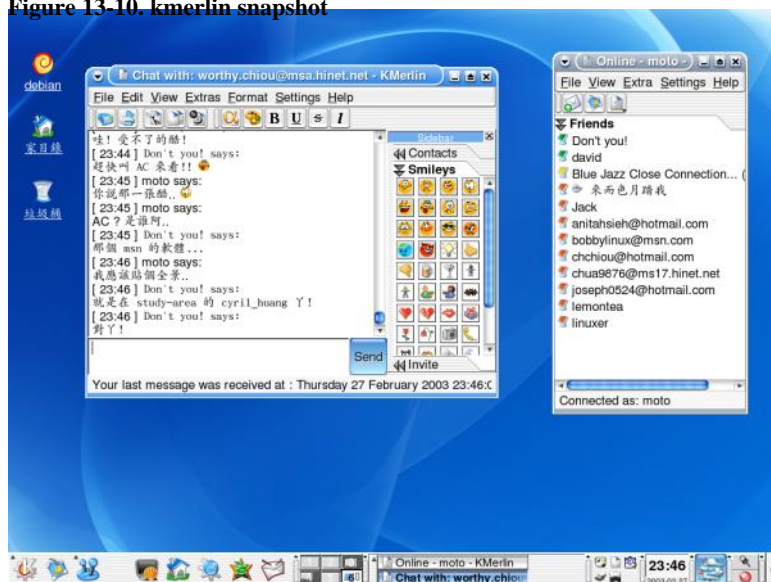 Figure 13-10. kmerlin snapshot
debian
家目錄
垃圾桶
Chat with: worthy.chiou@msa.hinet.net - KMerlin
File Edit View Extras Format Settings Help
B U S I
哇! 受不了的酷!
[ 23:44 ] Don't you! says:
趕快叫 AC 來看!!
[ 23:45 ] moto says:
你說那一張酷..
[ 23:45 ] moto says:
AC ? 是誰阿..
[ 23:45 ] Don't you! says:
那個 msn 的軟體...
[ 23:46 ] moto says:
我應該貼個全景..
[ 23:46 ] Don't you! says:
就是在 study-area 的 cyril_huang 丫!
[ 23:46 ] Don't you! says:
對丫!
Send
Your last message was received at : Thursday 27 February 2003 23:46:0
Sidebar
Contacts
Smileys
Invite
Online - moto -
File View Extra Settings Help
Friends
Don't you!
david
Blue Jazz Close Connection... (
來而色月踏我
Jack
anitahsieh@hotmail.com
bobbylinux@msn.com
chchiou@hotmail.com
chua9876@ms17.hinet.net
joseph0524@hotmail.com
lemontea
linuxer
Connected as: moto
Online - moto - KMerlin
Chat with: worthy.chiou
23:46